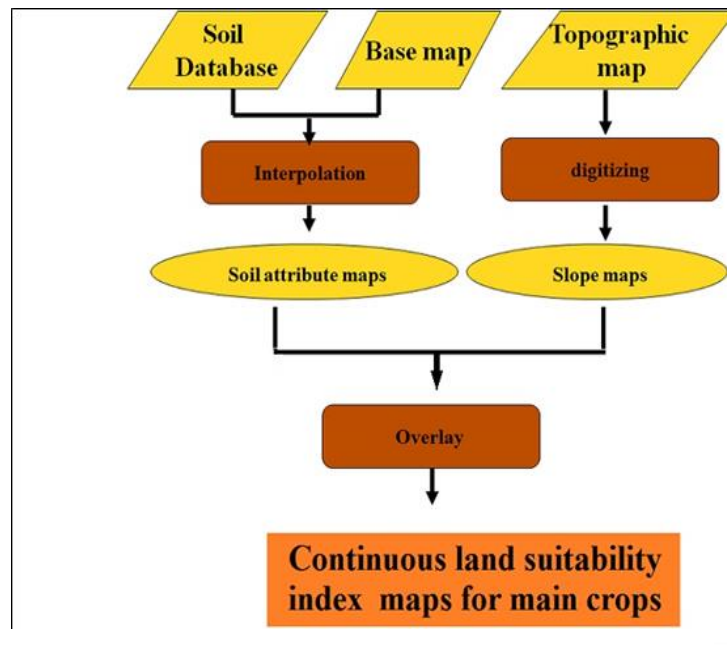 Soil
Database
Base map
Topographic
map
Interpolation
digitizing
Soil attribute maps
Slope maps
Overlay
Continuous land suitability
index maps for main crops